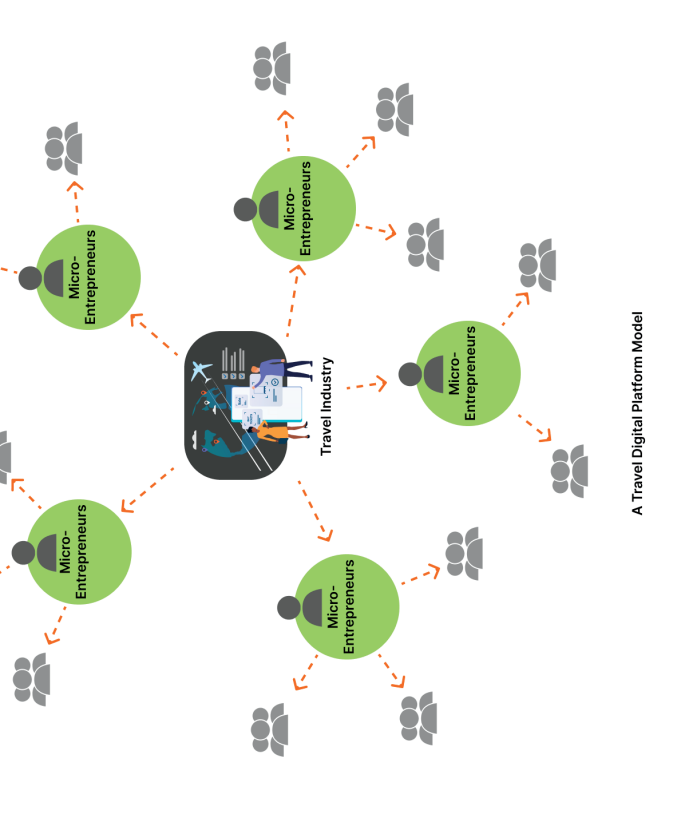 Micro-
Entrepreneurs
Micro-
Entrepreneurs
Travel Industry
Micro-
Entrepreneurs
Micro-
Entrepreneurs
Micro-
Entrepreneurs
A Travel Digital Platform Model